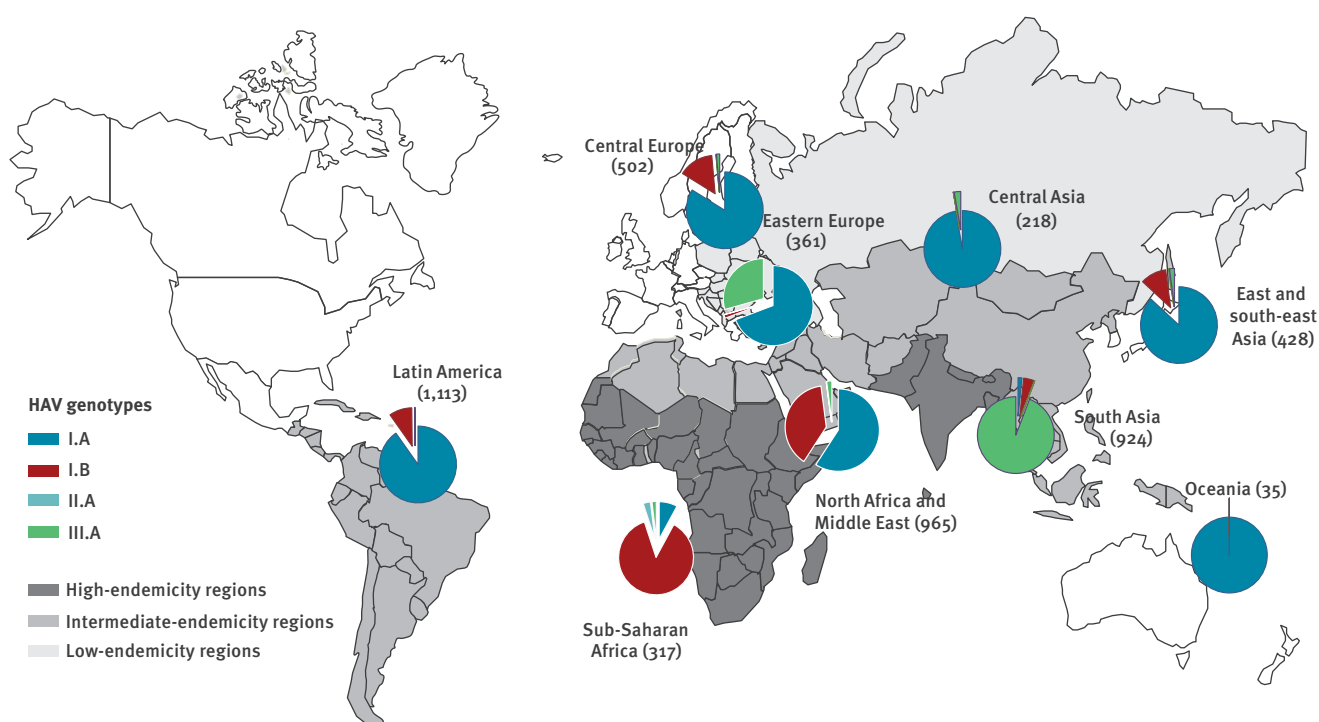 Central Europe
(502)
Eastern Europe
(361)
Central Asia
(218)
East and
south-east
Asia (428)
Latin America
(1,113)
South Asia
(924)
Oceania (35)
North Africa and
Middle East (965)
Sub-Saharan
Africa (317)
HAV genotypes
I.A
I.B
II.A
III.A
High-endemicity regions
Intermediate-endemicity regions
Low-endemicity regions